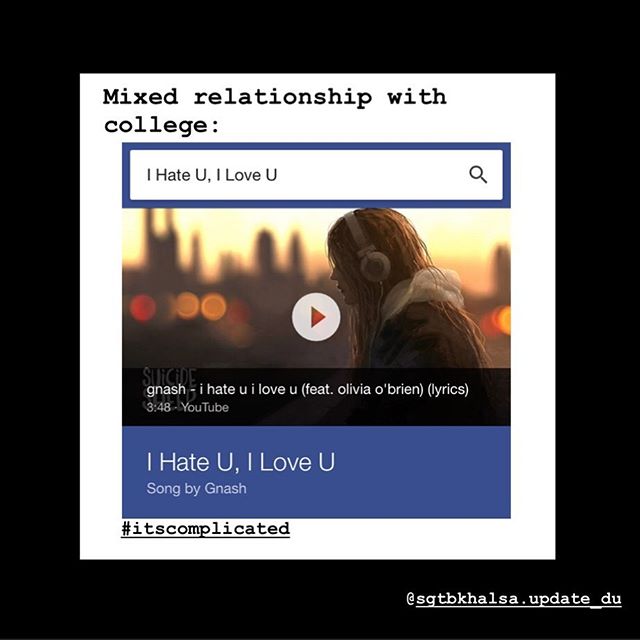 Mixed relationship with
college:
I Hate U, I Love U
SUICIDE
SHEEP
gnash - i hate u i love u (feat. olivia o'brien) (lyrics)
3:48 - YouTube
I Hate U, I Love U
Song by Gnash
#itscomplicated
@sgtbkhalsa.update_du